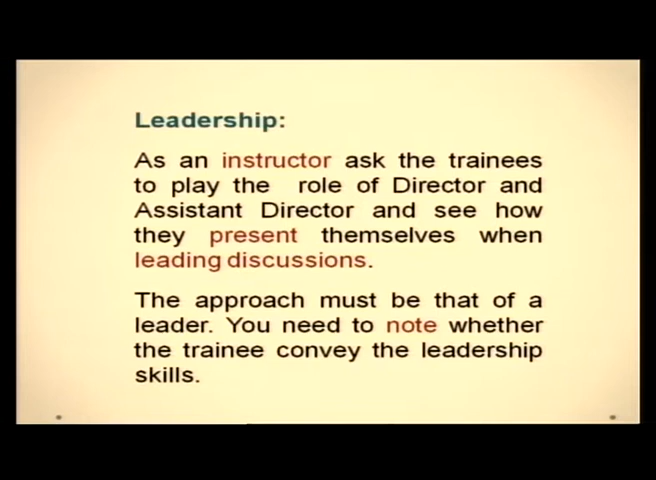 Leadership:
As an instructor ask the trainees
to play the role of Director and
Assistant Director and see how
they present themselves when
leading discussions.
The approach must be that of a
leader. You need to note whether
the trainee convey the leadership
skills.